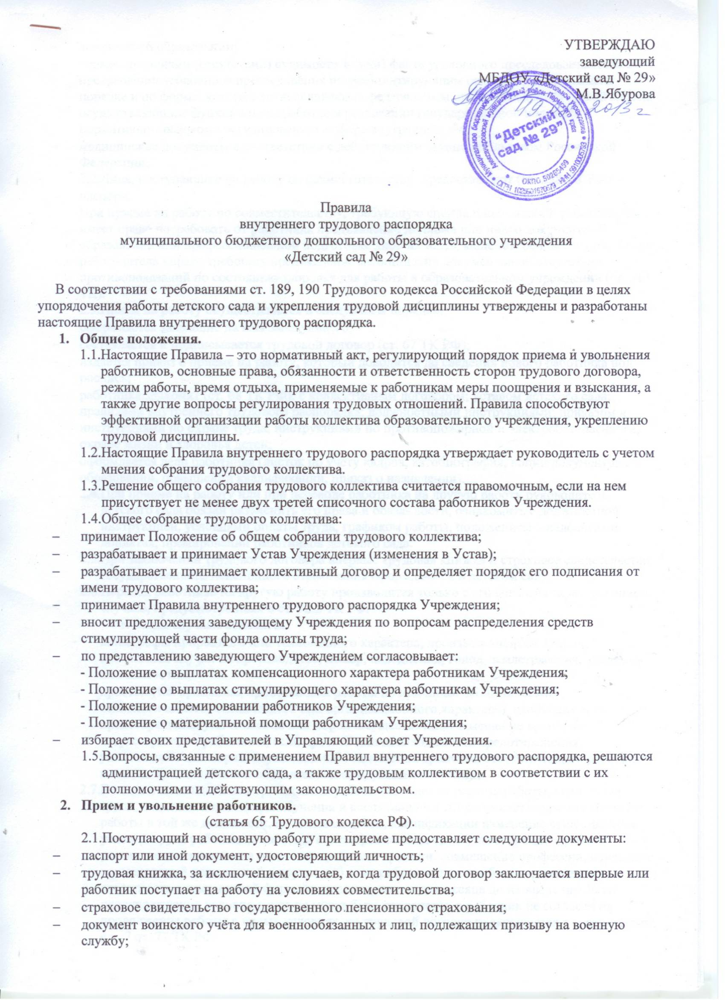 УТВЕРЖДАЮ
заведующий
МБДОУ «Детский сад № 29»
М.В.Ябурова
2013 г
Муниципальное бюджетное дошкольное образовательное учреждение
Александровский муниципальный район Пермского края
“Детский
сад № 29”
ОКПО 50265459
ИНН 5910005793
Правила
внутреннего трудового распорядка
муниципального бюджетного дошкольного образовательного учреждения
«Детский сад № 29»
В соответствии с требованиями ст. 189, 190 Трудового кодекса Российской Федерации в целях
упорядочения работы детского сада и укрепления трудовой дисциплины утверждены и разработаны
настоящие Правила внутреннего трудового распорядка.
1. Общие положения.
1.1.Настоящие Правила – это нормативный акт, регулирующий порядок приема и увольнения
работников, основные права, обязанности и ответственность сторон трудового договора,
режим работы, время отдыха, применяемые к работникам меры поощрения и взыскания, а
также другие вопросы регулирования трудовых отношений. Правила способствуют
эффективной организации работы коллектива образовательного учреждения, укреплению
трудовой дисциплины.
1.2.Настоящие Правила внутреннего трудового распорядка утверждает руководитель с учетом
мнения собрания трудового коллектива.
1.3.Решение общего собрания трудового коллектива считается правомочным, если на нем
присутствует не менее двух третей списочного состава работников Учреждения.
1.4.Общее собрание трудового коллектива:
– принимает Положение об общем собрании трудового коллектива;
– разрабатывает и принимает Устав Учреждения (изменения в Устав);
– разрабатывает и принимает коллективный договор и определяет порядок его подписания от
имени трудового коллектива;
– принимает Правила внутреннего трудового распорядка Учреждения;
– вносит предложения заведующему Учреждения по вопросам распределения средств
стимулирующей части фонда оплаты труда;
– по представлению заведующего Учреждением согласовывает:
- Положение о выплатах компенсационного характера работникам Учреждения;
- Положение о выплатах стимулирующего характера работникам Учреждения;
- Положение о премировании работников Учреждения;
- Положение о материальной помощи работникам Учреждения;
– избирает своих представителей в Управляющий совет Учреждения.
1.5.Вопросы, связанные с применением Правил внутреннего трудового распорядка, решаются
администрацией детского сада, а также трудовым коллективом в соответствии с их
полномочиями и действующим законодательством.
2. Прием и увольнение работников.
(статья 65 Трудового кодекса РФ).
2.1.Поступающий на основную работу при приеме предоставляет следующие документы:
– паспорт или иной документ, удостоверяющий личность;
– трудовая книжка, за исключением случаев, когда трудовой договор заключается впервые или
работник поступает на работу на условиях совместительства;
– страховое свидетельство государственного пенсионного страхования;
– документ воинского учёта для военнообязанных и лиц, подлежащих призыву на военную
службу;